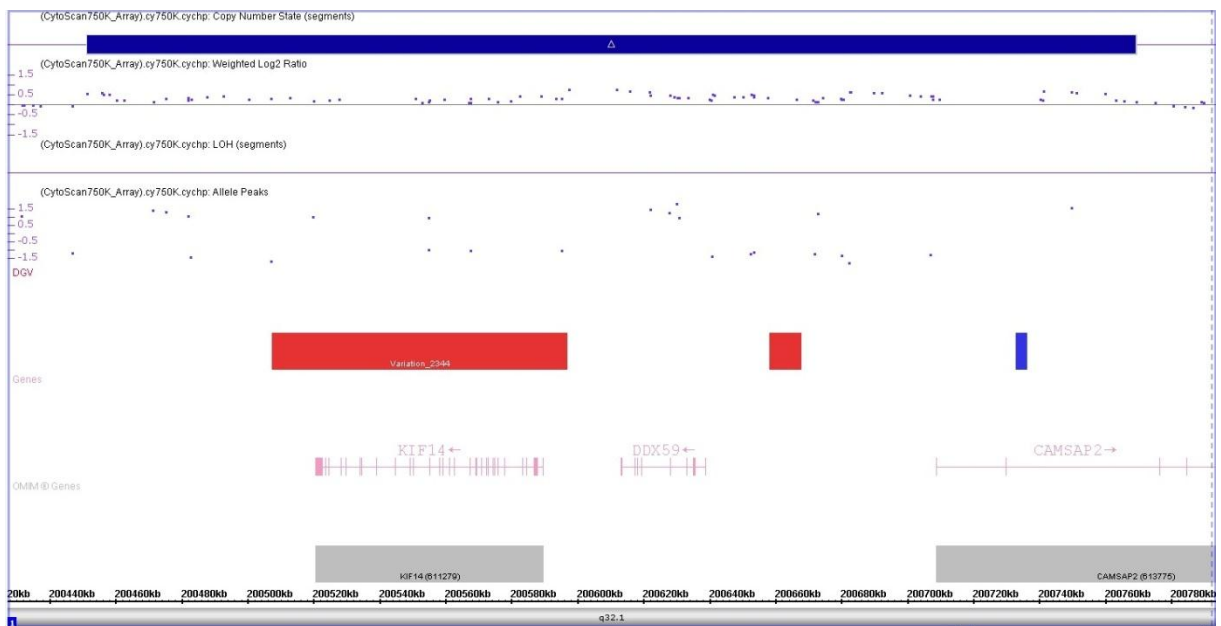 (CytoScan750K_Array).cy750K.cychp: Copy Number State (segments)
(CytoScan750K_Array).cy750K.cychp: Weighted Log2 Ratio
1.5
0.5
-0.5
-1.5
(CytoScan750K_Array).cy750K.cychp: LOH (segments)
(CytoScan750K_Array).cy750K.cychp: Allele Peaks
1.5
0.5
-0.5
-1.5
DGV
Variation_2344
Genes
KIF14← DDX59← CAMSAP2→
OMIM ® Genes
KIF14 (611279) CAMSAP2 (613775)
20kb 200440kb 200460kb 200480kb 200500kb 200520kb 200540kb 200560kb 200580kb 200600kb 200620kb 200640kb 200660kb 200680kb 200700kb 200720kb 200740kb 200760kb 200780kb
q32.1
1